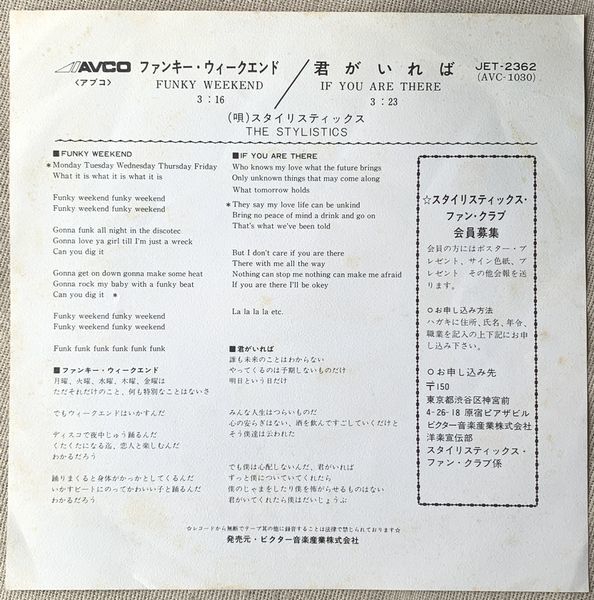 AVCO ファンキー・ウィークエンド / 君がいれば JET-2362
〈アブコ〉 FUNKY WEEKEND IF YOU ARE THERE (AVC-1030)
3:16 3:23
(唄)スタイリスティックス
THE STYLISTICS
■FUNKY WEEKEND
*Monday Tuesday Wednesday Thursday Friday
What it is what it is what it is
Funky weekend funky weekend
Funky weekend funky weekend
Gonna funk all night in the discotec
Gonna love ya girl till I'm just a wreck
Can you dig it
Gonna get on down gonna make some heat
Gonna rock my baby with a funky beat
Can you dig it *
Funky weekend funky weekend
Funky weekend funky weekend
Funk funk funk funk funk funk
■ファンキー・ウィークエンド
月曜、火曜、水曜、木曜、金曜は
ただそれだけのこと、何も特別なことはないさ
でもウィークエンドはいかすんだ
ディスコで夜中じゅう踊るんだ
くたくたになる迄、恋人と楽しむんだ
わかるだろう
踊りまくると身体がかっかとしてくるんだ
いかすビートにのってかわいい子と踊るんだ
わかるだろう
■IF YOU ARE THERE
Who knows my love what the future brings
Only unknown things that may come along
What tomorrow holds
*They say my love life can be unkind
Bring no peace of mind a drink and go on
That's what we've been told
But I don't care if you are there
There with me all the way
Nothing can stop me nothing can make me afraid
If you are there I'll be okey
La la la la etc.
■君がいれば
誰も未来のことはわからない
やってくるのは予期しないものだけ
明日という日だけ
みんな人生はつらいものだ
心の安らぎはない、酒を飲んですごしていくだけと
そう僕達は云われた
でも僕は心配しないんだ、君がいれば
ずっと僕についていてくれたら
僕のじゃまをしたり僕を怖がらせるものはない
君がいてくれたら僕はだいじょうぶ
☆スタイリスティックス・
ファン・クラブ
会員募集
会員の方にはポスター・プ
レゼント、サイン色紙、プ
レゼント その他会報を送
ります。
○お申し込み方法
ハガキに住所、氏名、年令、
職業を記入の上下記にお申
し込み下さい。
○お申し込み先
〒150
東京都渋谷区神宮前
4-26-18 原宿ピアザビル
ビクター音楽産業株式会社
洋楽宣伝部
スタイリスティックス・
ファン・クラブ係
☆レコードから無断でテープ其の他に録音することは法律で禁じられております☆
発売元・ビクター音楽産業株式会社